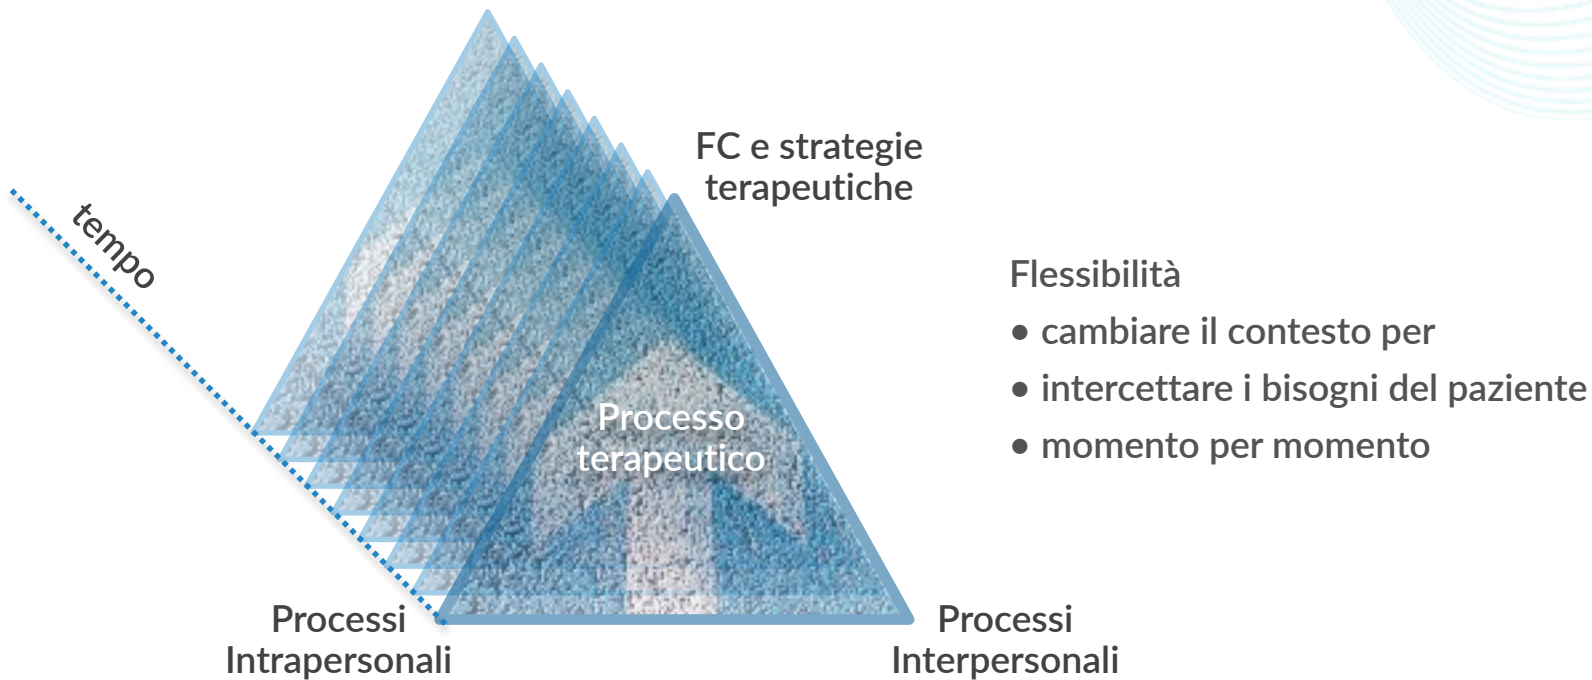 FC e strategie
terapeutiche
tempo
Flessibilità
• cambiare il contesto per
• intercettare i bisogni del paziente
• momento per momento
Processo
terapeutico
Processi
Intrapersonali
Processi
Interpersonali